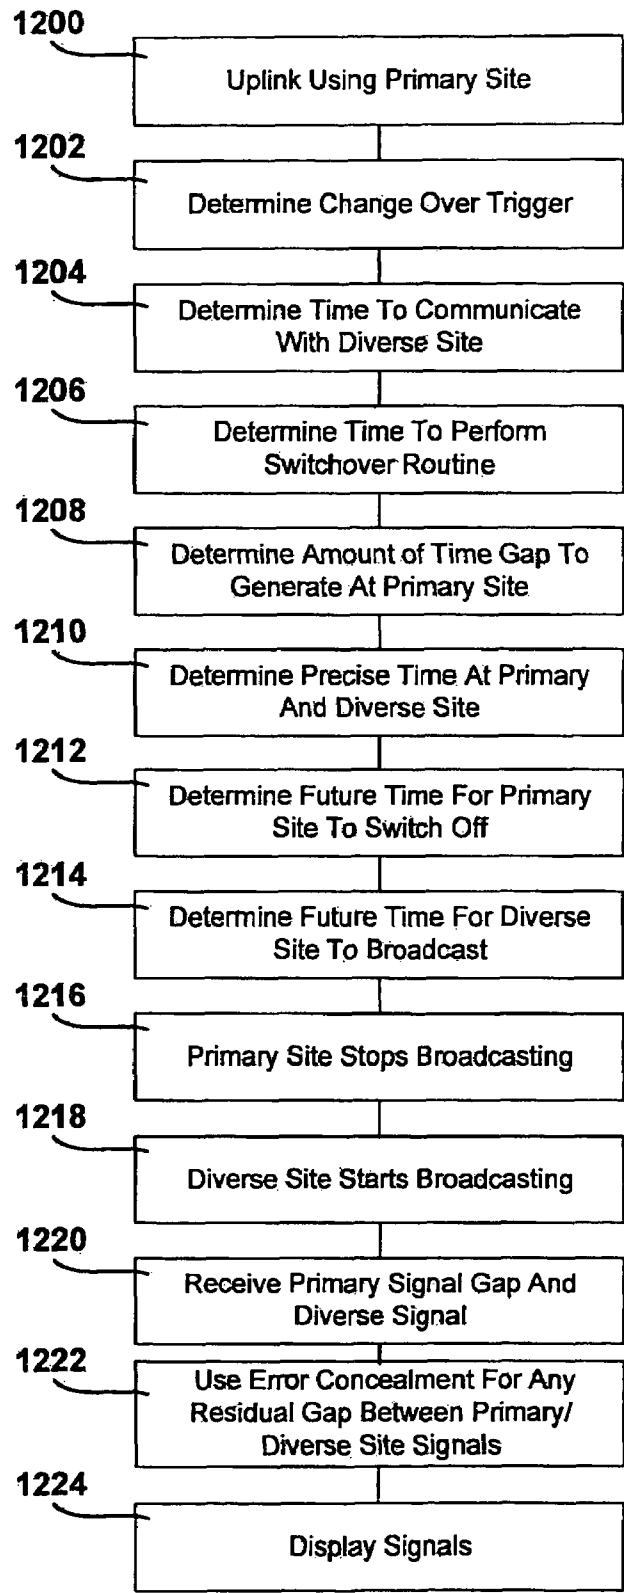 1200
Uplink Using Primary Site
1202
Determine Change Over Trigger
1204
Determine Time To Communicate
With Diverse Site
1206
Determine Time To Perform
Switchover Routine
1208
Determine Amount of Time Gap To
Generate At Primary Site
1210
Determine Precise Time At Primary
And Diverse Site
1212
Determine Future Time For Primary
Site To Switch Off
1214
Determine Future Time For Diverse
Site To Broadcast
1216
Primary Site Stops Broadcasting
1218
Diverse Site Starts Broadcasting
1220
Receive Primary Signal Gap And
Diverse Signal
1222
Use Error Concealment For Any
Residual Gap Between Primary/
Diverse Site Signals
1224
Display Signals